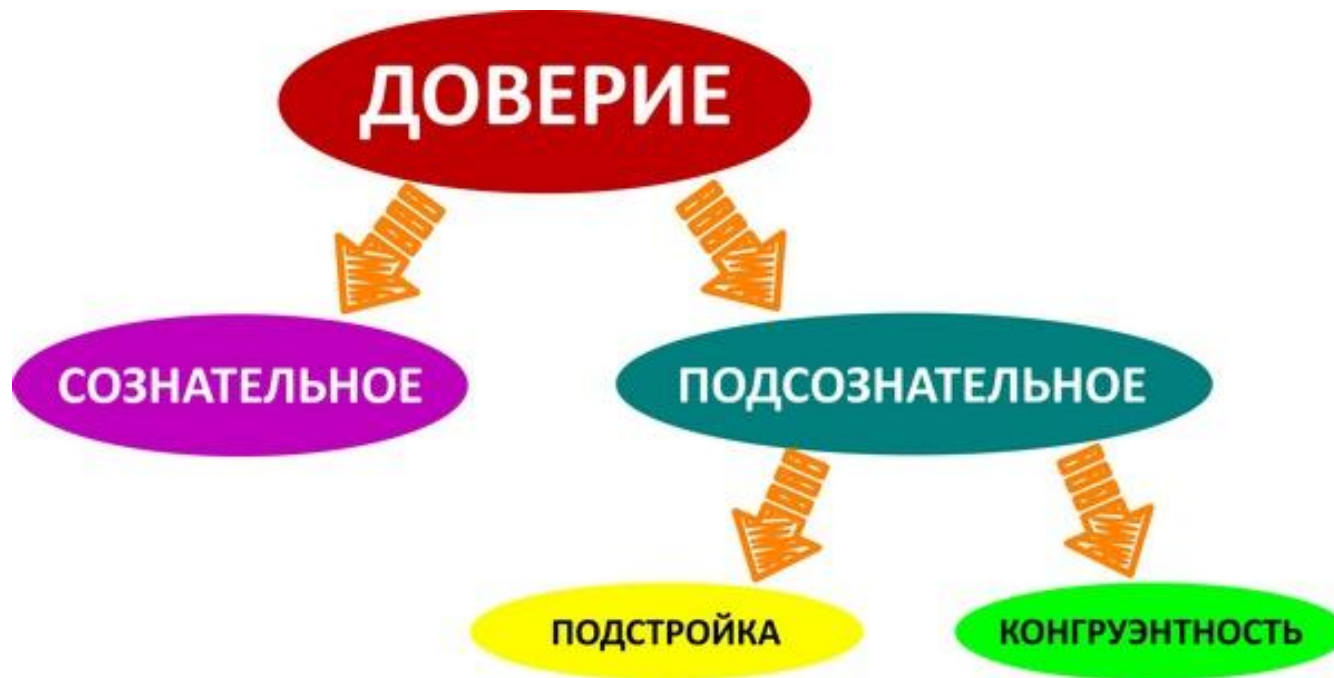 ДОВЕРИЕ
СОЗНАТЕЛЬНОЕ
ПОДСОЗНАТЕЛЬНОЕ
ПОДСТРОЙКА
КОНГРУЭНТНОСТЬ